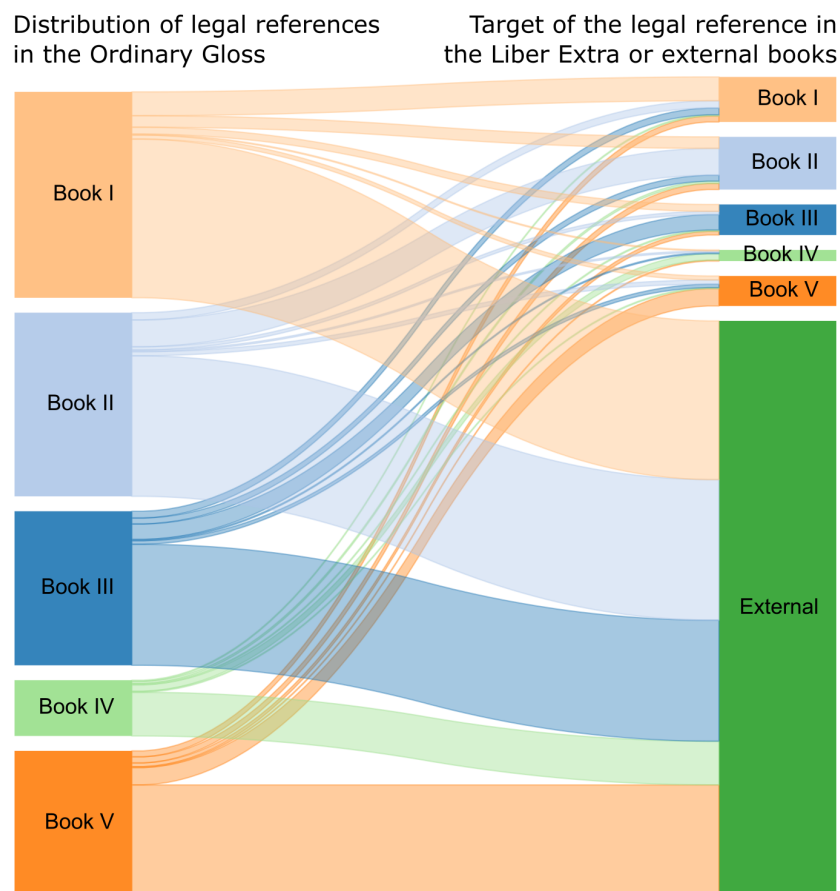 Distribution of legal references
in the Ordinary Gloss
Target of the legal reference in
the Liber Extra or external books
Book I
Book II
Book III
Book IV
Book V
Book I
Book II
Book III
Book IV
Book V
External